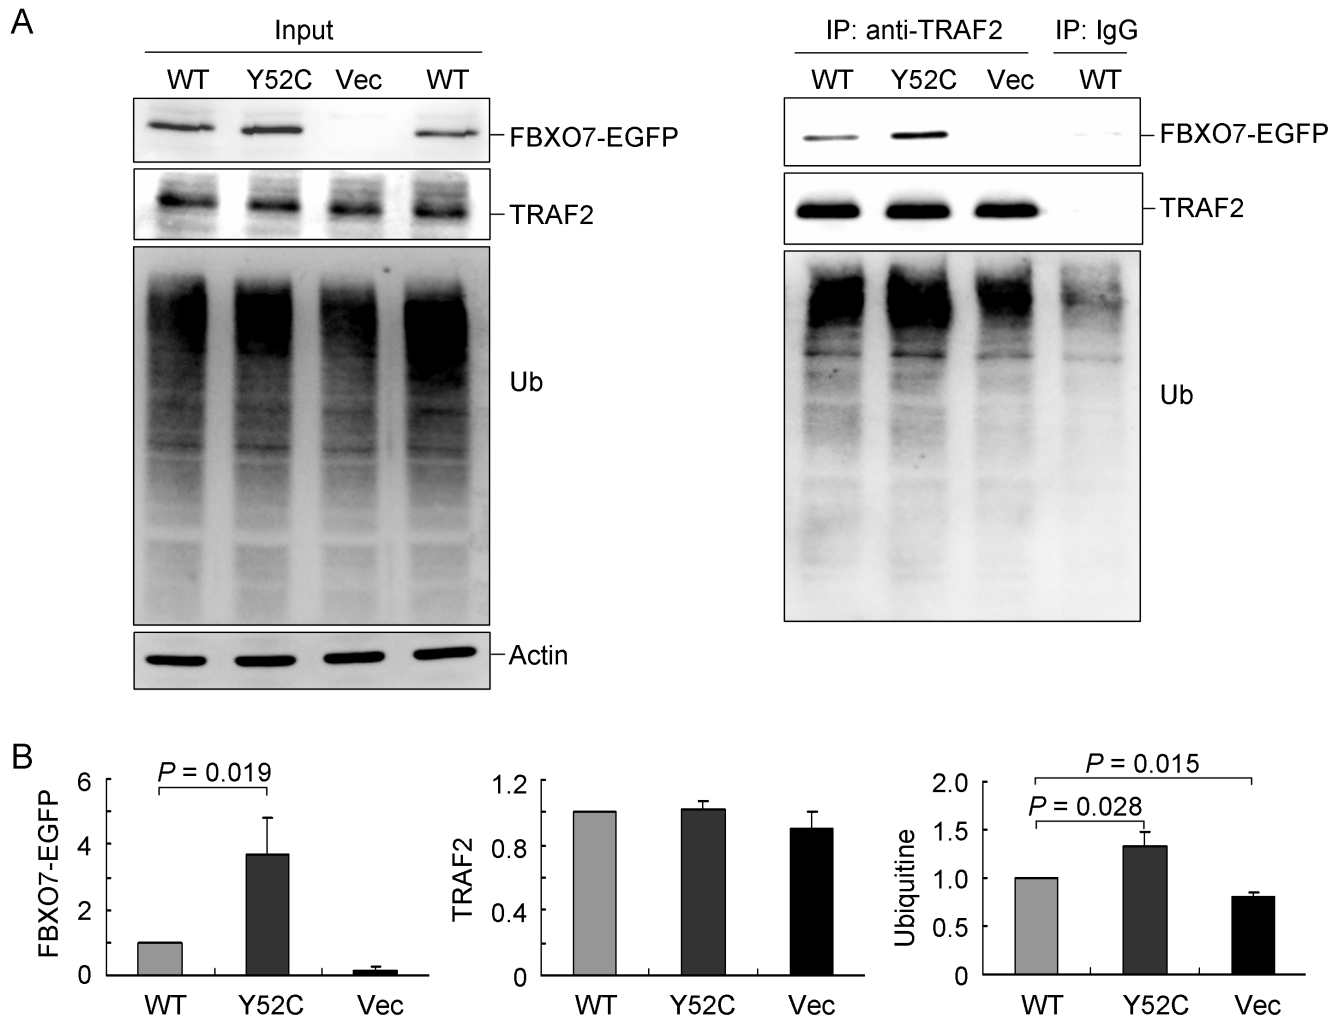 A
Input
IP: anti-TRAF2 IP: IgG
WT Y52C Vec WT
WT Y52C Vec WT
FBXO7-EGFP
FBXO7-EGFP
TRAF2
TRAF2
Ub
Ub
Actin
B
P = 0.019
6
4
2
0
FBXO7-EGFP
WT Y52C Vec
1.2
0.8
0.4
0
TRAF2
WT Y52C Vec
P = 0.015
P = 0.028
2.0
1.5
1.0
0.5
0
Ubiquitine
WT Y52C Vec